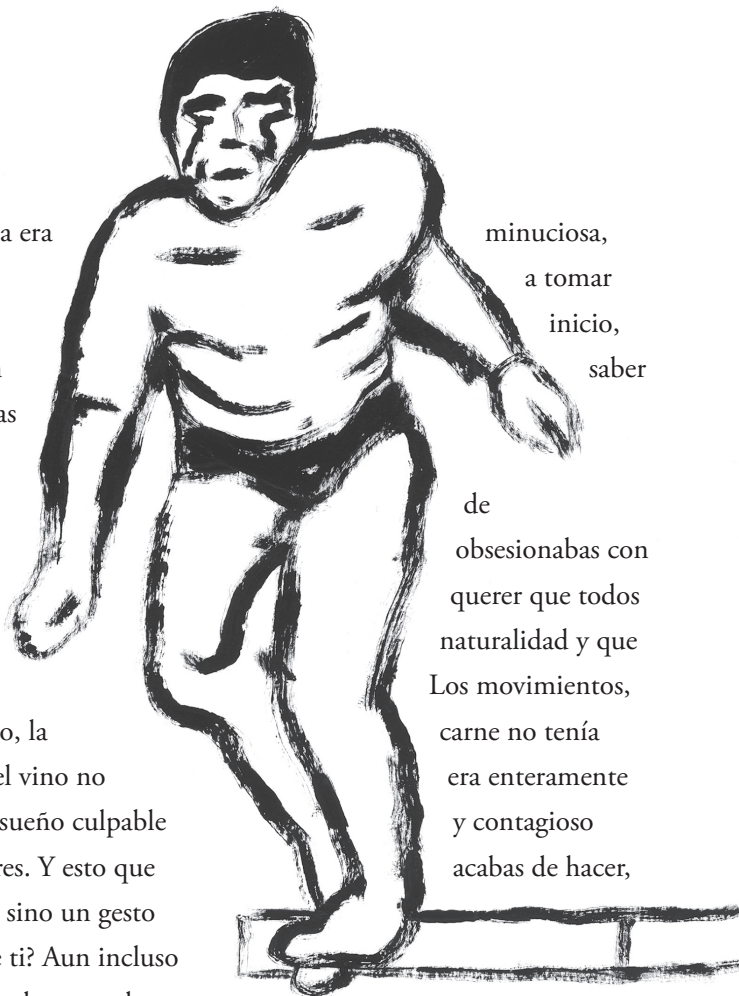 a era minuciosa,
a tomar
inicio,
saber
as
de
obsesionabas con
querer que todos
naturalidad y que
Los movimientos,
o, la carne no tenía
el vino no era enteramente
sueño culpable y contagioso
res. Y esto que acabas de hacer,
sino un gesto
ti? Aun incluso